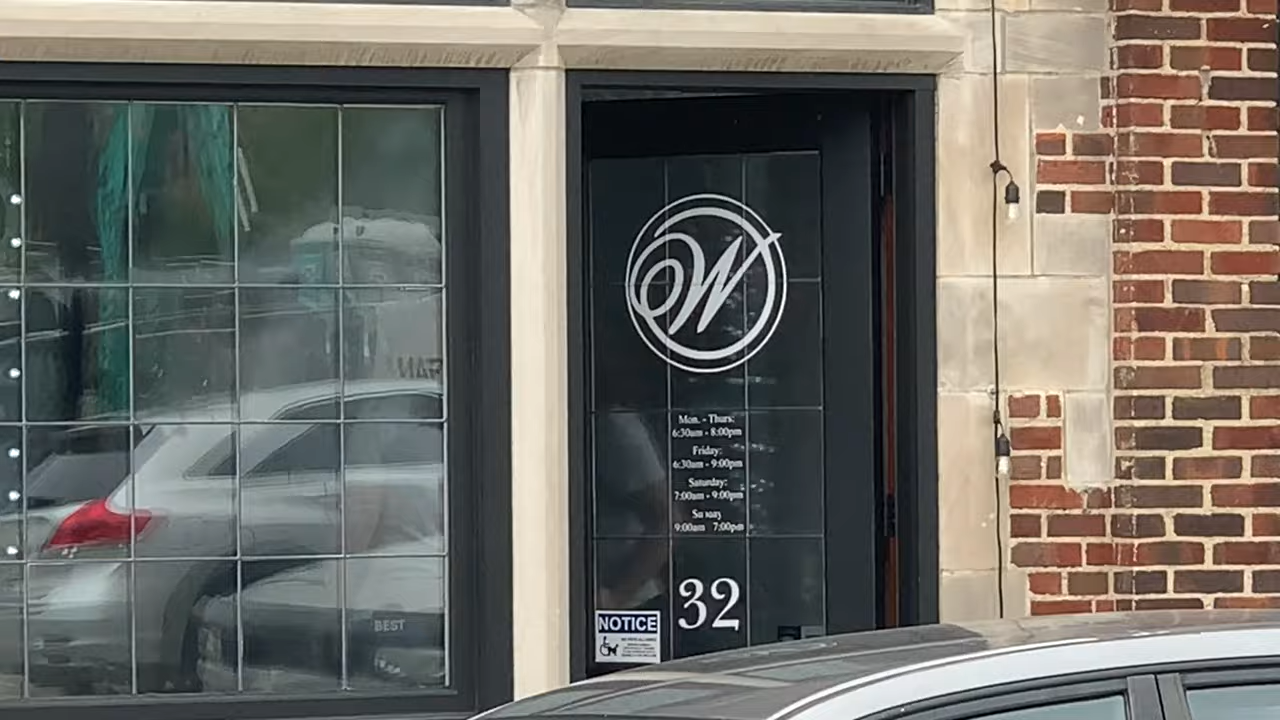 W
Mon. - Thurs:
6:30am - 8:00pm
Friday:
6:30am - 9:00pm
Saturday:
7:00am - 9:00pm
9:00am 7:00pm
32
NOTICE
BEST